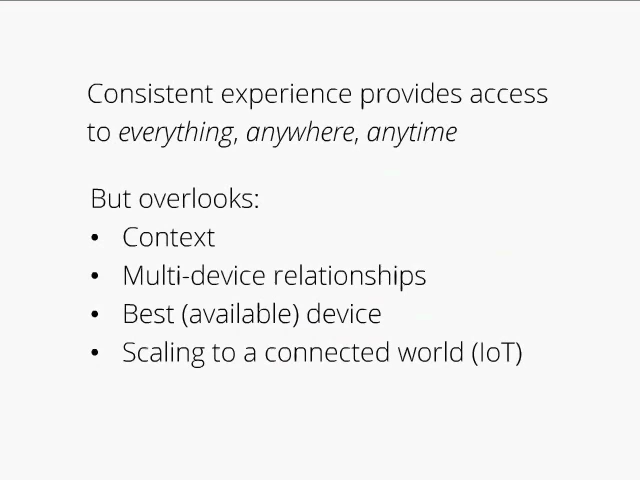 Consistent experience provides access
to everything, anywhere, anytime
But overlooks:
• Context
• Multi-device relationships
• Best (available) device
• Scaling to a connected world (IoT)